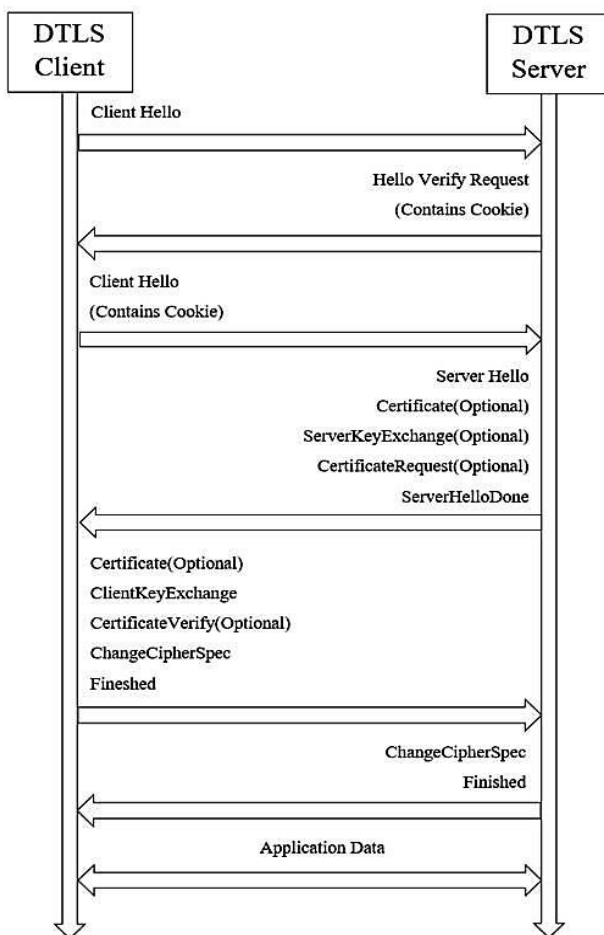 DTLS
Client
DTLS
Server
Client Hello
Hello Verify Request
(Contains Cookie)
Client Hello
(Contains Cookie)
Server Hello
Certificate(Optional)
ServerKeyExchange(Optional)
CertificateRequest(Optional)
ServerHelloDone
Certificate(Optional)
ClientKeyExchange
CertificateVerify(Optional)
ChangeCipherSpec
Fineshed
ChangeCipherSpec
Finished
Application Data